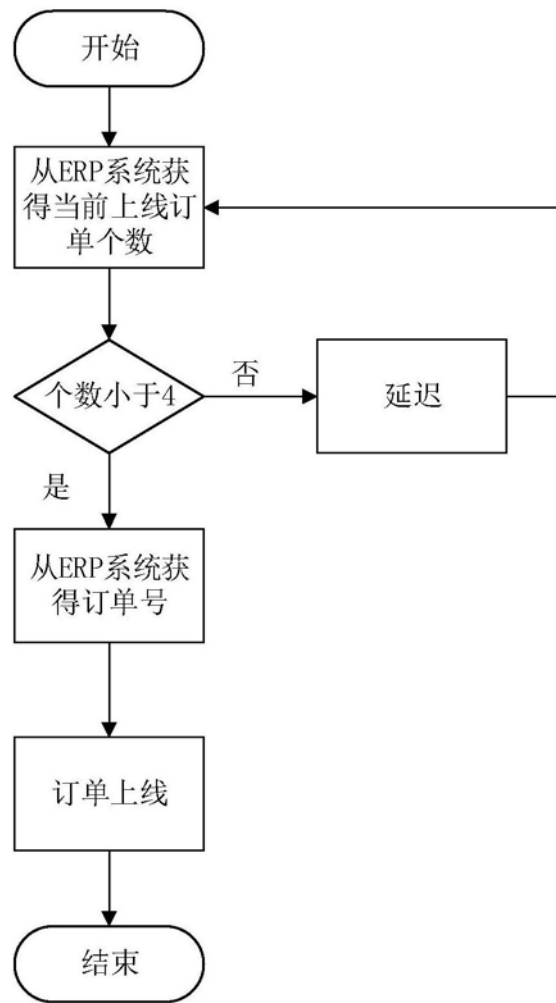 开始
从ERP系统获
得当前上线订
单个数
个数小于4
否
延迟
是
从ERP系统获
得订单号
订单上线
结束